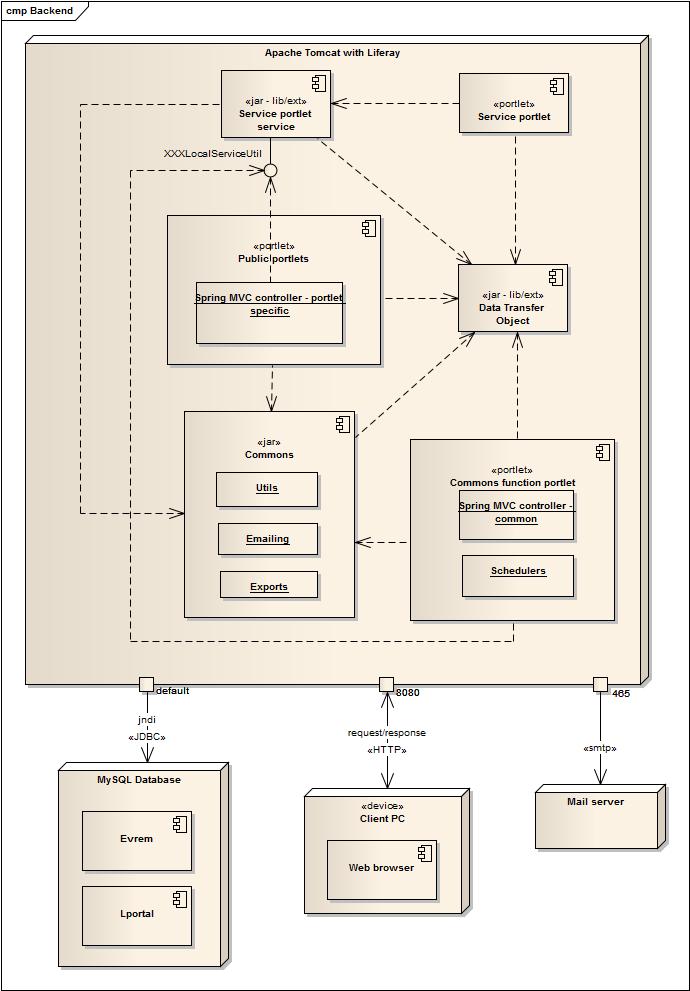 cmp Backend
Apache Tomcat with Liferay
«jar - lib/ext»
Service portlet
service
«portlet»
Service portlet
XXXLocalServiceUtil
«portlet»
Public portlets
Spring MVC controller - portlet
specific
«jar - lib/ext»
Data Transfer
Object
«jar»
Commons
Utils
Emailing
Exports
«portlet»
Commons function portlet
Spring MVC controller -
common
Schedulers
default
8080
465
jndi
«JDBC»
request/response
«HTTP»
«smtp»
MySQL Database
Evrem
Lportal
«device»
Client PC
Web browser
Mail server